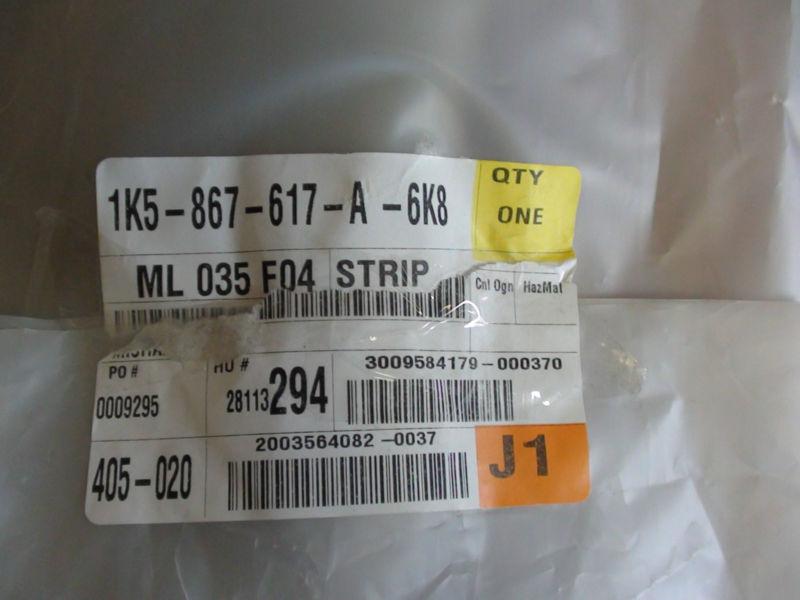 1K5-867-617-A -6K8
QTY
ONE
ML 035 F04 STRIP
Cnt Ogn
HazMat
PO #
0009295
HU #
28113294
3009584179-000370
2003564082 -0037
405-020
J1